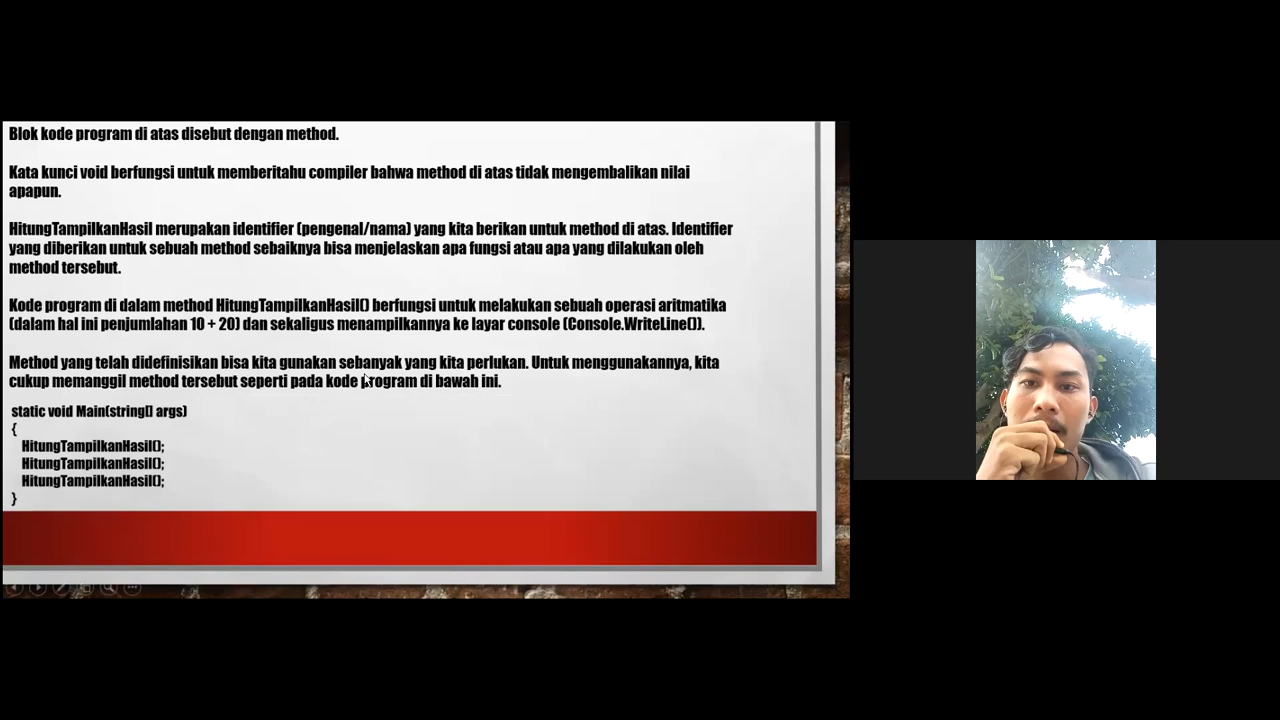 Blok kode program di atas disebut dengan method.
Kata kunci void berfungsi untuk memberitahu compiler bahwa method di atas tidak mengembalikan nilai
apapun.
HitungTampilkanHasil merupakan identifier (pengenal/nama) yang kita berikan untuk method di atas. Identifier
yang diberikan untuk sebuah method sebaiknya bisa menjelaskan apa fungsi atau apa yang dilakukan oleh
method tersebut.
Kode program di dalam method HitungTampilkanHasil() berfungsi untuk melakukan sebuah operasi aritmatika
(dalam hal ini penjumlahan 10 + 20) dan sekaligus menampilkannya ke layar console (Console.WriteLine()).
Method yang telah didefinisikan bisa kita gunakan sebanyak yang kita perlukan. Untuk menggunakannya, kita
cukup memanggil method tersebut seperti pada kode program di bawah ini.
static void Main(string[] args)
{
HitungTampilkanHasil();
HitungTampilkanHasil();
HitungTampilkanHasil();
}